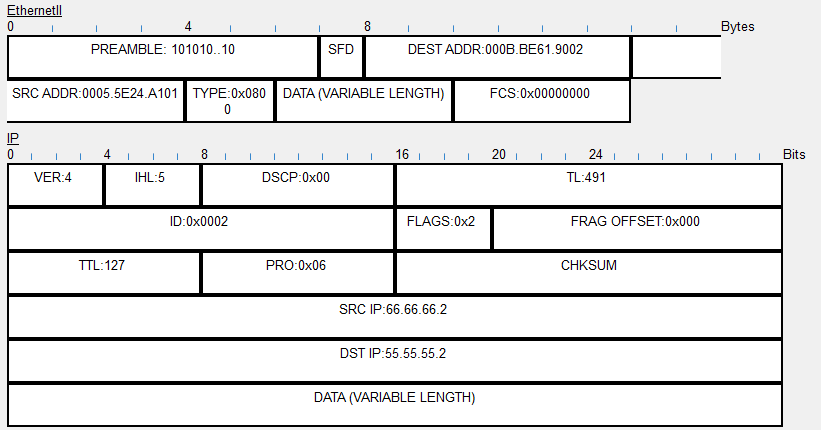 EthernetII
0 4 8 Bytes
PREAMBLE: 101010..10 SFD DEST ADDR:000B.BE61.9002
SRC ADDR:0005.5E24.A101 TYPE:0x080 DATA (VARIABLE LENGTH) FCS:0x00000000
0
IP
0 4 8 16 20 24 Bits
VER:4 IHL:5 DSCP:0x00 TL:491
ID:0x0002 FLAGS:0x2 FRAG OFFSET:0x000
TTL:127 PRO:0x06 CHKSUM
SRC IP:66.66.66.2
DST IP:55.55.55.2
DATA (VARIABLE LENGTH)